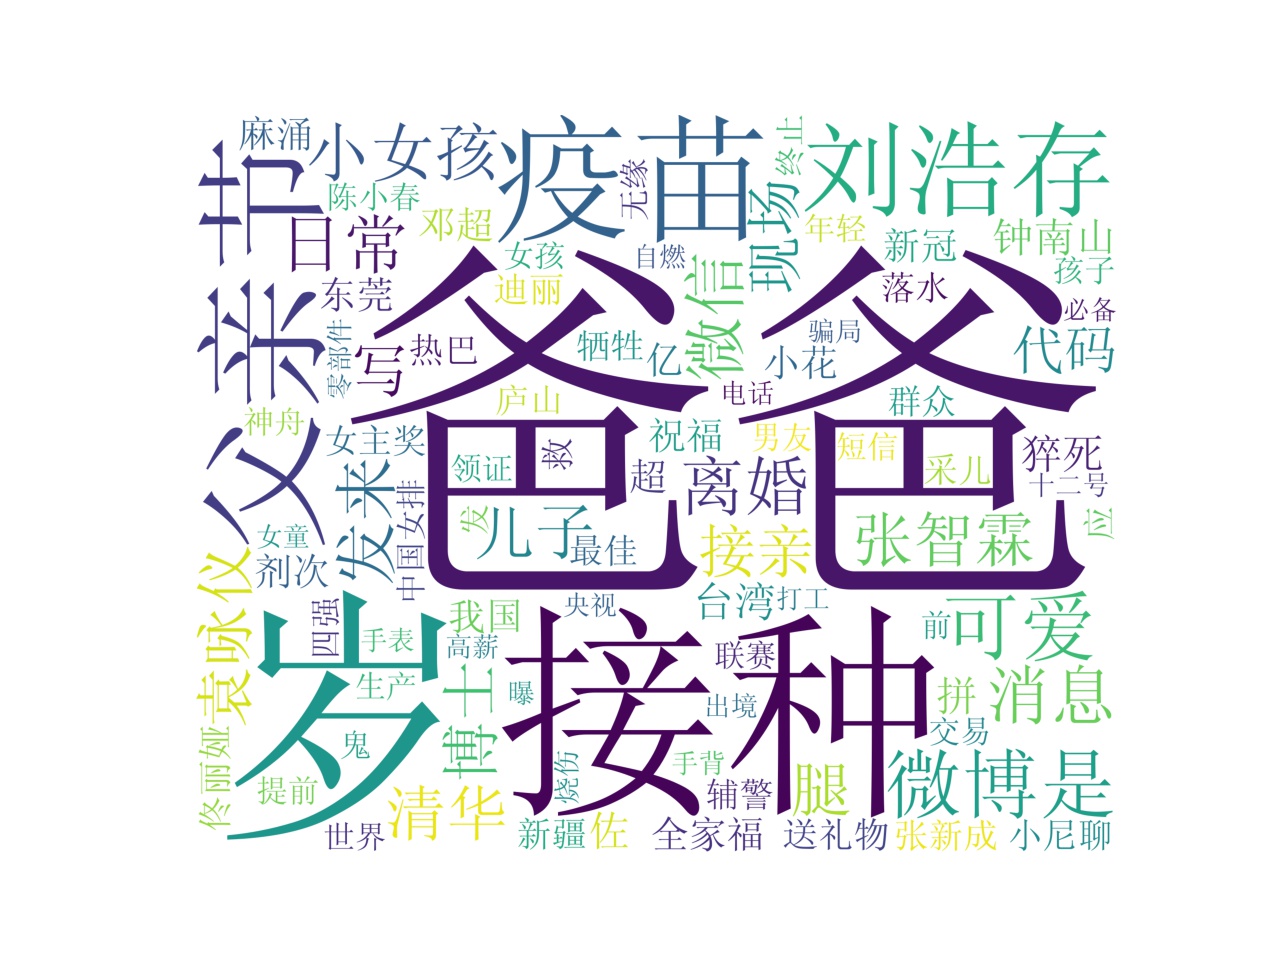 麻涌
小女孩
疫苗
无缘
终止
刘浩存
父亲节
陈小春
日常
邓超
女孩
自燃
现场
年轻
新冠
钟南山
东莞
迪丽
微信
落水
孩子
必备
零部件
写
热巴
爸爸
牺牲
亿
骗局
小花
代码
神舟
庐山
电话
群众
女主奖
领证
救
祝福
男友
短信
猝死
发来
超
离婚
采儿
十二号
中国女排
发
儿子
最佳
接亲
张智霖
应
女童
剂次
袁咏仪
岁
四强
我国
央视
台湾
打工
前
可爱
手表
高薪
接种
联赛
生产
博士
曝
出境
拼
消息
佟丽娅
鬼
交易
提前
烧伤
手背
辅警
腿
微博是
清华
世界
新疆
佐
全家福
送礼物
张新成
小尼聊